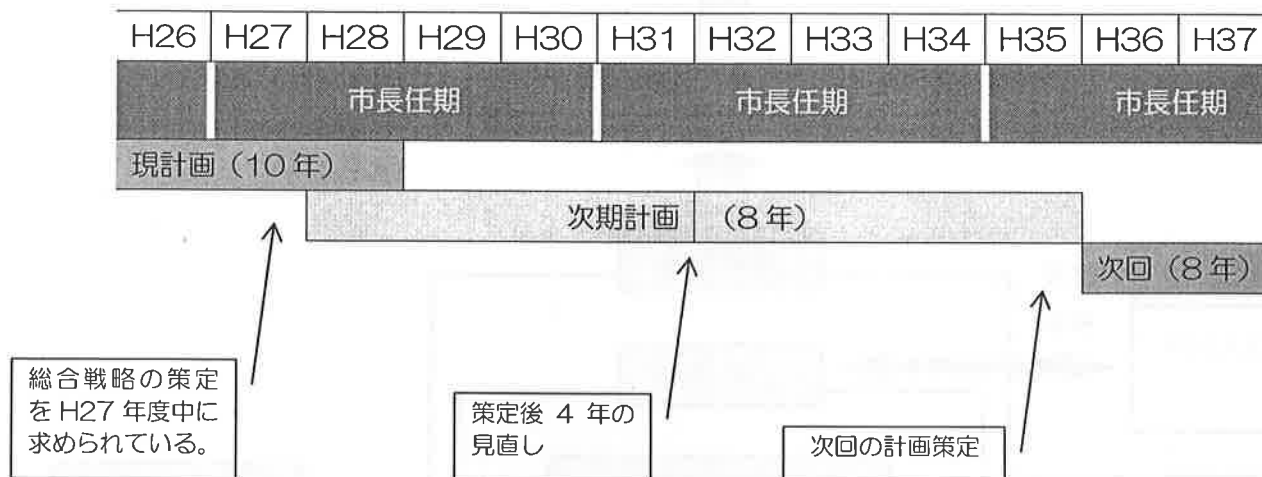 H26 H27 H28 H29 H30 H31 H32 H33 H34 H35 H36 H37
市長任期 市長任期 市長任期
現計画（10年）
次期計画 （8年）
次回（8年）
総合戦略の策定
をH27年度中に
求められている。
策定後 4 年の
見直し
次回の計画策定